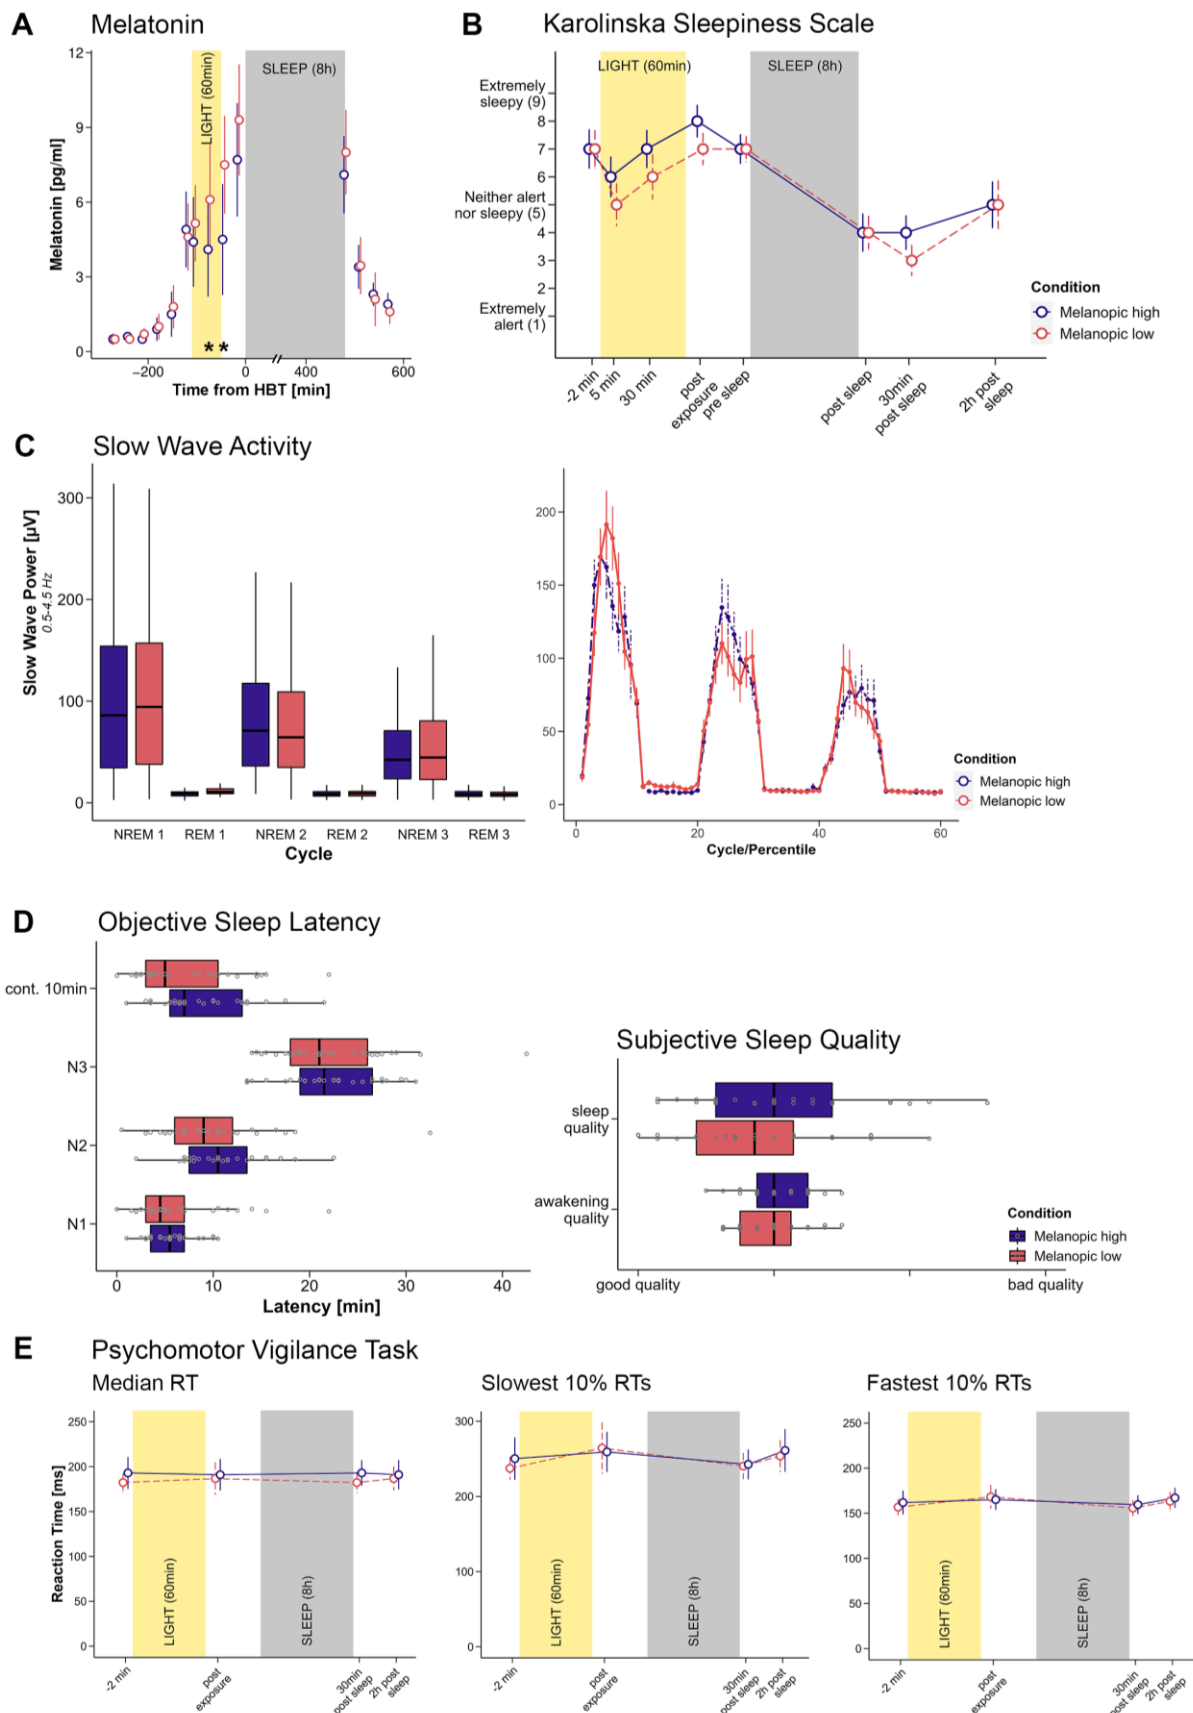 A Melatonin
12
9
6
3
0
Melatonin [pg/ml]
LIGHT (60min)
SLEEP (8h)
* *
−200 0 400 600
Time from HBT [min]
B Karolinska Sleepiness Scale
LIGHT (60min)
SLEEP (8h)
Extremely
sleepy (9)
8
7
6
Neither alert
nor sleepy (5)
4
3
2
Extremely
alert (1)
-2 min
5 min
30 min
post
exposure
pre sleep
post sleep
30min
post sleep
2h post
sleep
Condition
Melanopic high
Melanopic low
C Slow Wave Activity
Slow Wave Power [µV]
0.5-4.5 Hz
300
200
100
0
NREM 1 REM 1 NREM 2 REM 2 NREM 3 REM 3
Cycle
200
150
100
50
0
0 20 40 60
Cycle/Percentile
Condition
Melanopic high
Melanopic low
D Objective Sleep Latency
cont. 10min
N3
N2
N1
0 10 20 30 40
Latency [min]
Subjective Sleep Quality
sleep
quality
awakening
quality
good quality bad quality
Condition
Melanopic high
Melanopic low
E Psychomotor Vigilance Task
Median RT
Reaction Time [ms]
250
200
150
100
50
0
LIGHT (60min)
SLEEP (8h)
-2 min
post
exposure
30min
post sleep
2h post
sleep
Slowest 10% RTs
300
200
100
0
LIGHT (60min)
SLEEP (8h)
-2 min
post
exposure
30min
post sleep
2h post
sleep
Fastest 10% RTs
250
200
150
100
50
0
LIGHT (60min)
SLEEP (8h)
-2 min
post
exposure
30min
post sleep
2h post
sleep